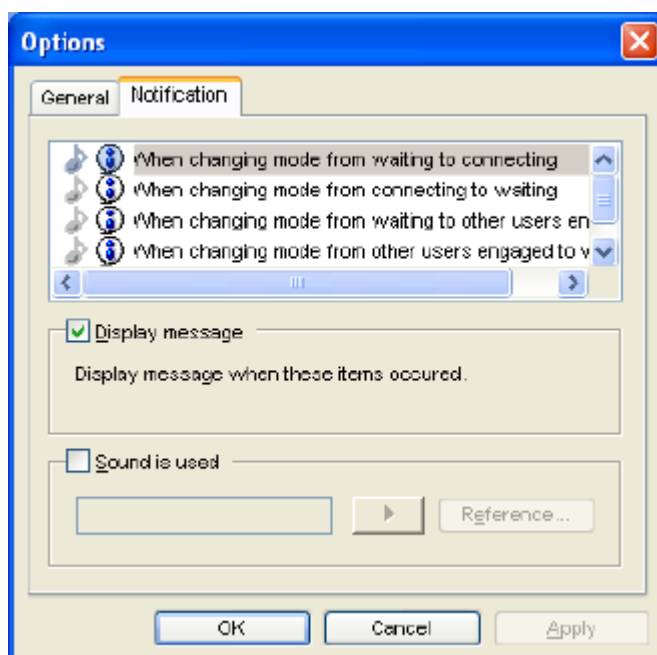 Options
General Notification
When changing mode from waiting to connecting
When changing mode from connecting to waiting
When changing mode from waiting to other users en
When changing mode from other users engaged to v
Display message
Display message when these items occured.
Sound is used
Reference...
OK Cancel Apply